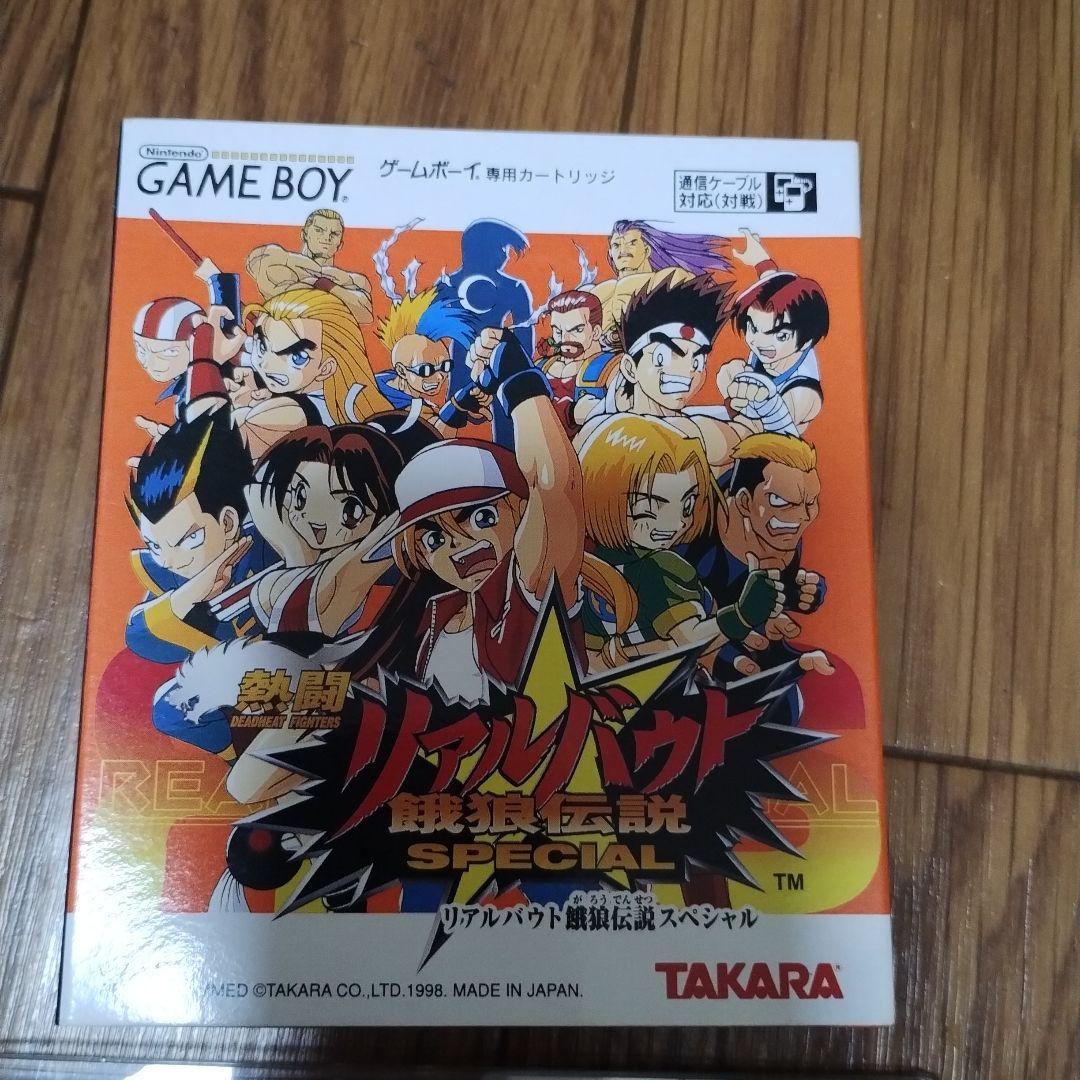 Nintendo
GAME BOY
ゲームボーイ® 専用カートリッジ
通信ケーブル
対応(対戦)
熱闘
DEADHEAT FIGHTERS
リアルバウト
餓狼伝説
SPECIAL
TM
がろうでんせつ
リアルバウト餓狼伝説スペシャル
©TAKARA CO.,LTD.1998. MADE IN JAPAN.
TAKARA®